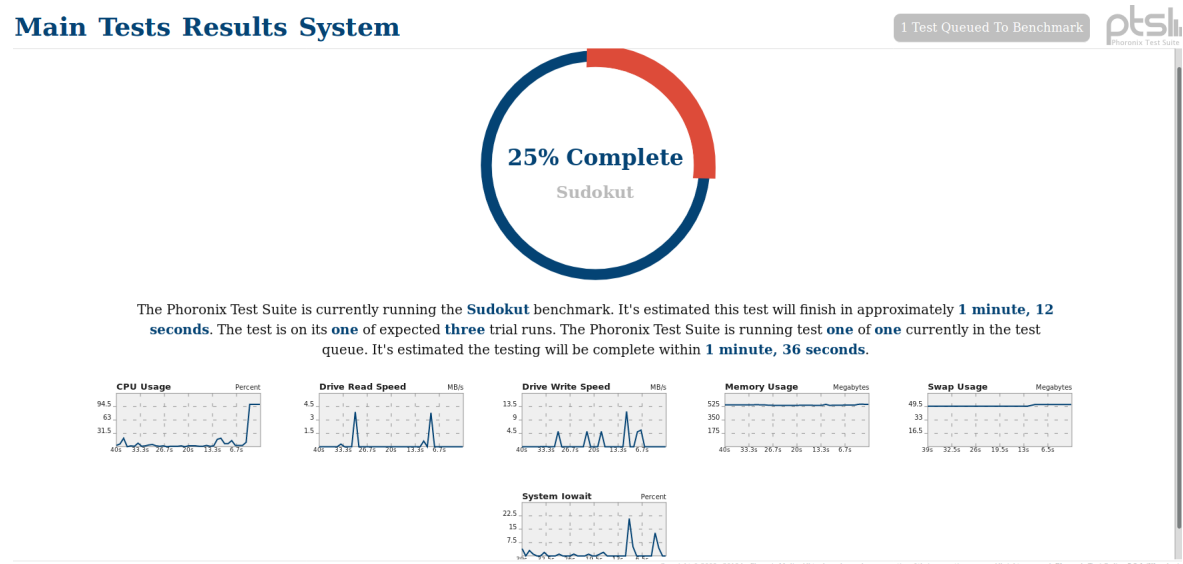 Main Tests Results System
1 Test Queued To Benchmark
ptsl
Phoronix Test Suite
25% Complete
Sudokut
The Phoronix Test Suite is currently running the Sudokut benchmark. It's estimated this test will finish in approximately 1 minute, 12
seconds. The test is on its one of expected three trial runs. The Phoronix Test Suite is running test one of one currently in the test
queue. It's estimated the testing will be complete within 1 minute, 36 seconds.
CPU Usage Percent
94.5
63
31.5
40s 33.3s 26.7s 20s 13.3s 6.7s
Drive Read Speed MB/s
4.5
3
1.5
40s 33.3s 26.7s 20s 13.3s 6.7s
Drive Write Speed MB/s
13.5
9
4.5
40s 33.3s 26.7s 20s 13.3s 6.7s
Memory Usage Megabytes
525
350
175
40s 33.3s 26.7s 20s 13.3s 6.7s
Swap Usage Megabytes
49.5
33
16.5
39s 32.5s 26s 19.5s 13s 6.5s
System Iowait Percent
22.5
15
7.5